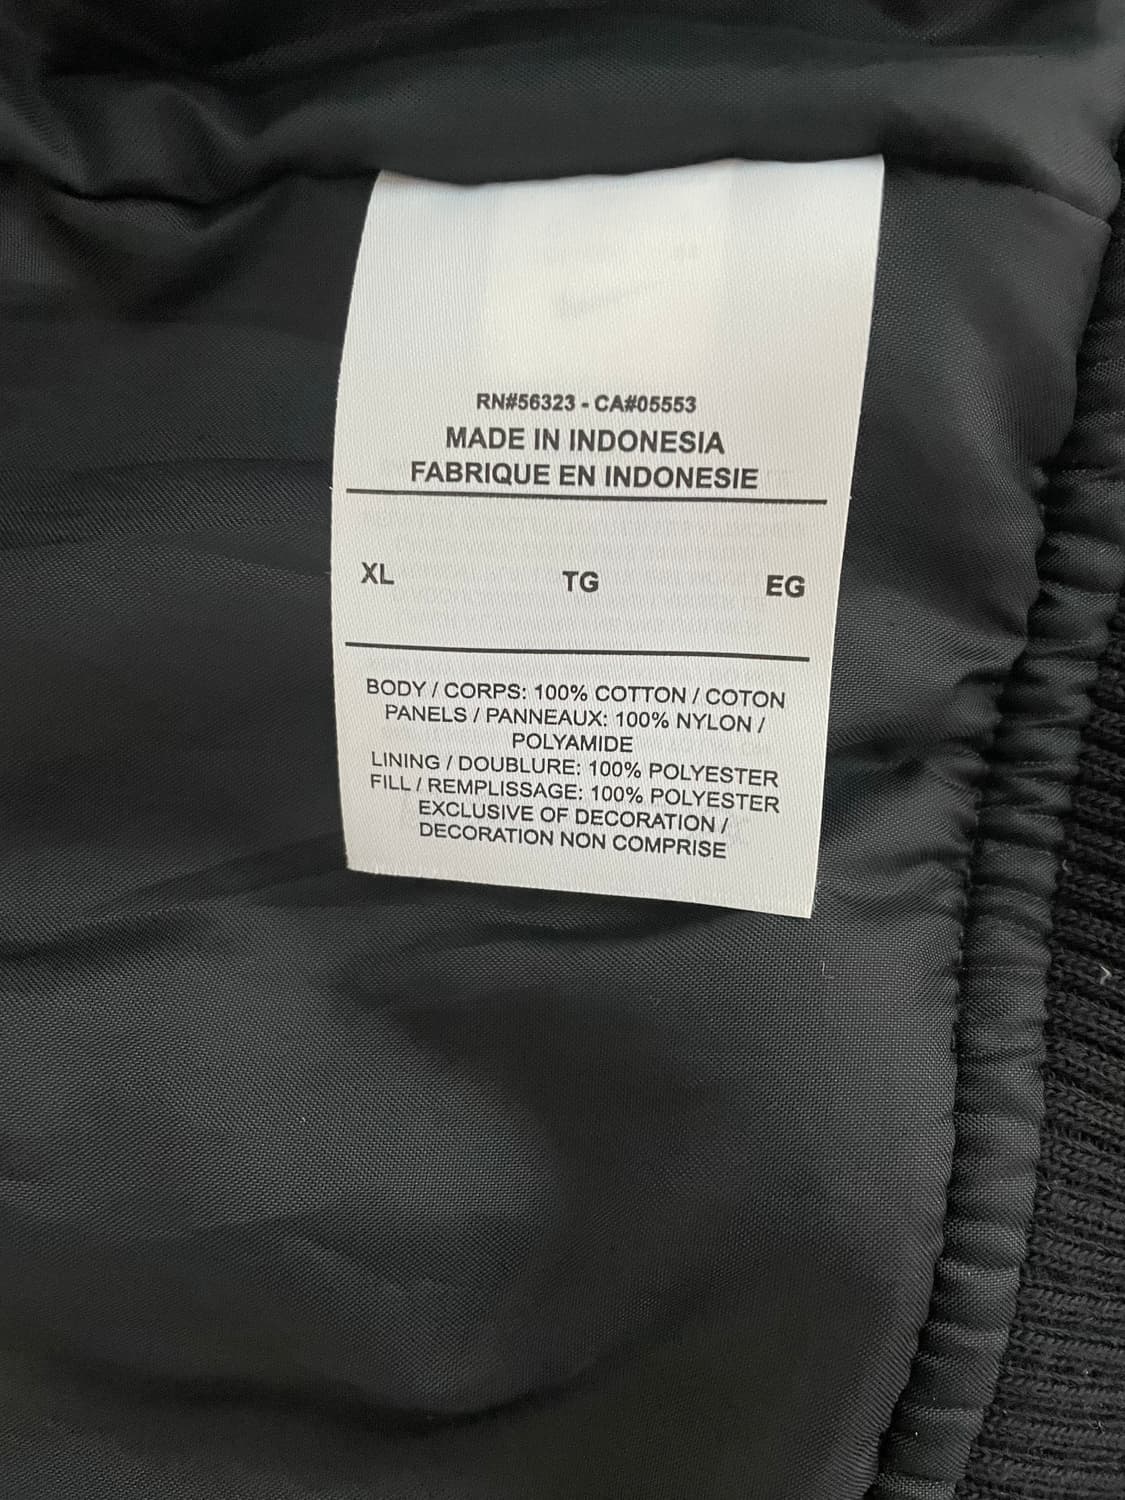 RN#56323 - CA#05553
MADE IN INDONESIA
FABRIQUE EN INDONESIE
XL TG EG
BODY / CORPS: 100% COTTON / COTON
PANELS / PANNEAUX: 100% NYLON /
POLYAMIDE
LINING / DOUBLURE: 100% POLYESTER
FILL / REMPLISSAGE: 100% POLYESTER
EXCLUSIVE OF DECORATION /
DECORATION NON COMPRISE